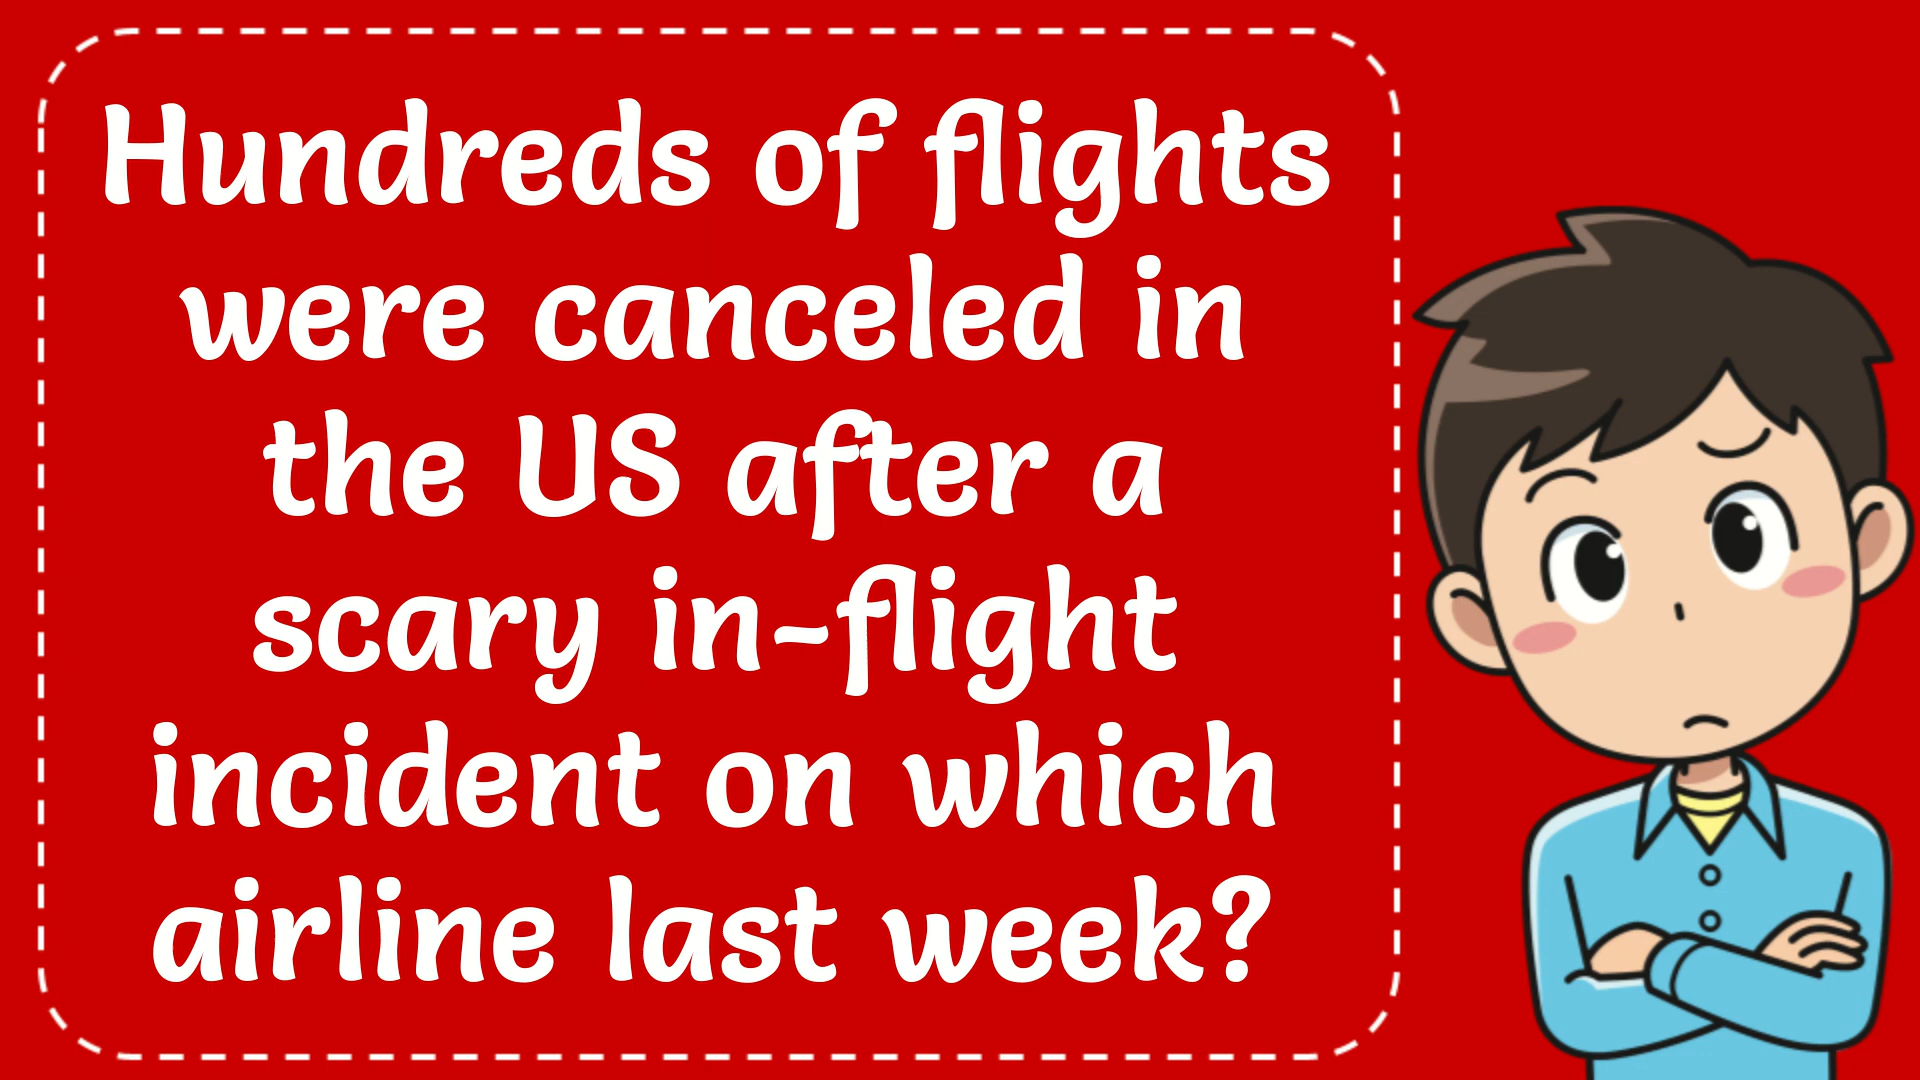 Hundreds of flights
were canceled in
the US after a
scary in-flight
incident on which
airline last week?